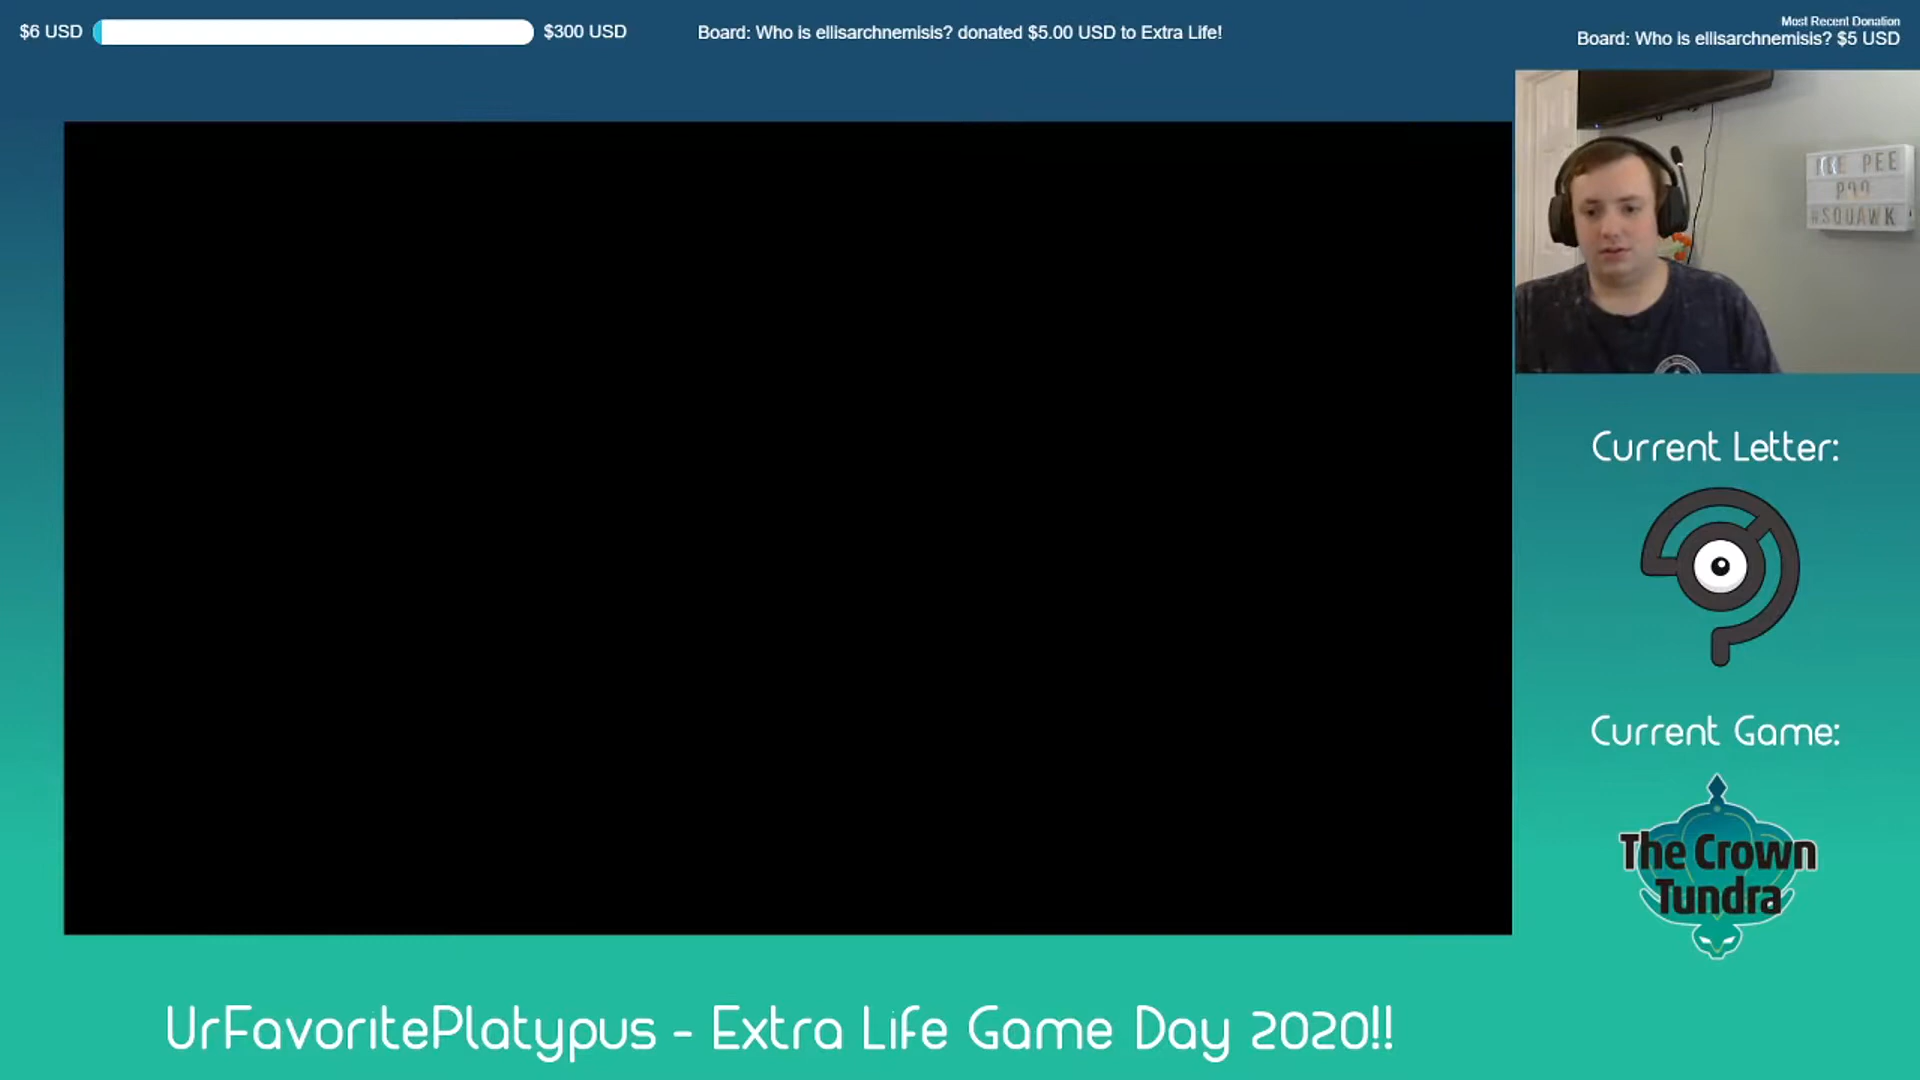 $6 USD
$300 USD
Board: Who is ellisarchnemisis? donated $5.00 USD to Extra Life!
Most Recent Donation
Board: Who is ellisarchnemisis? $5 USD
PEE
POO
#SQUAWK
Current Letter:
Current Game:
The Crown
Tundra
UrFavoritePlatypus - Extra Life Game Day 2020!!